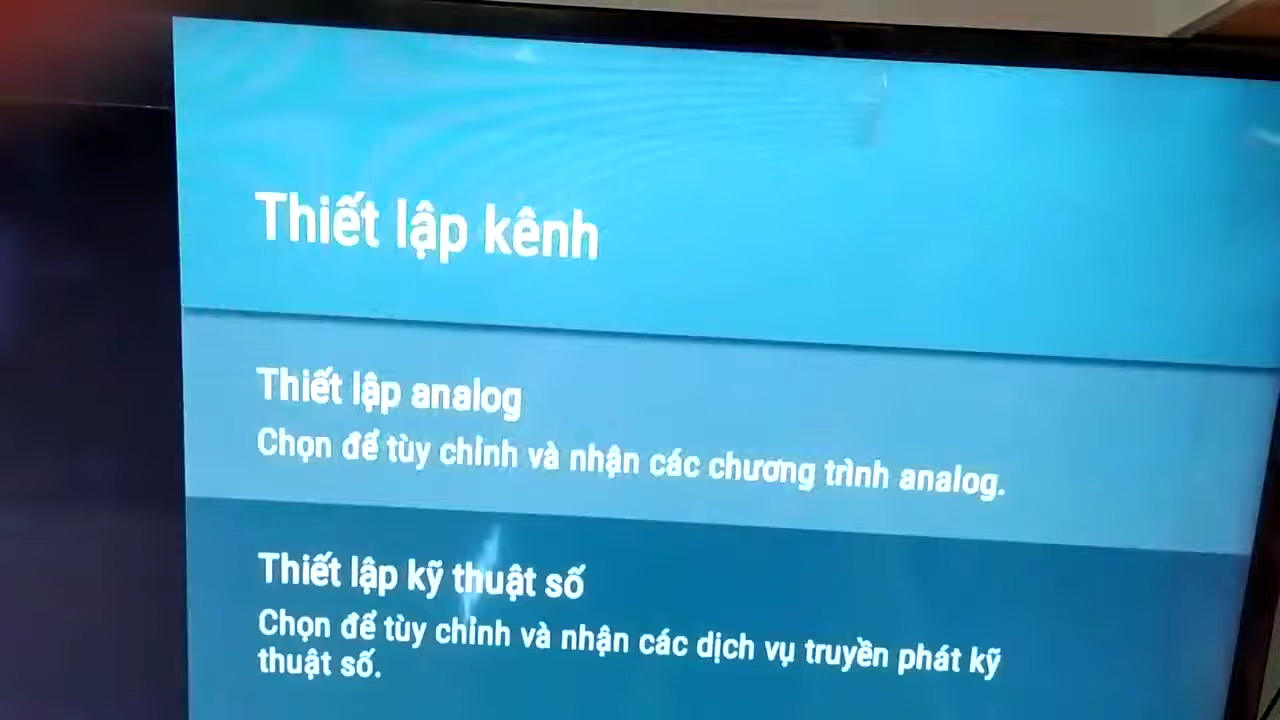 Thiết lập kênh
Thiết lập analog
Chọn để tùy chỉnh và nhận các chương trình analog.
Thiết lập kỹ thuật số
Chọn để tùy chỉnh và nhận các dịch vụ truyền phát kỹ
thuật số.